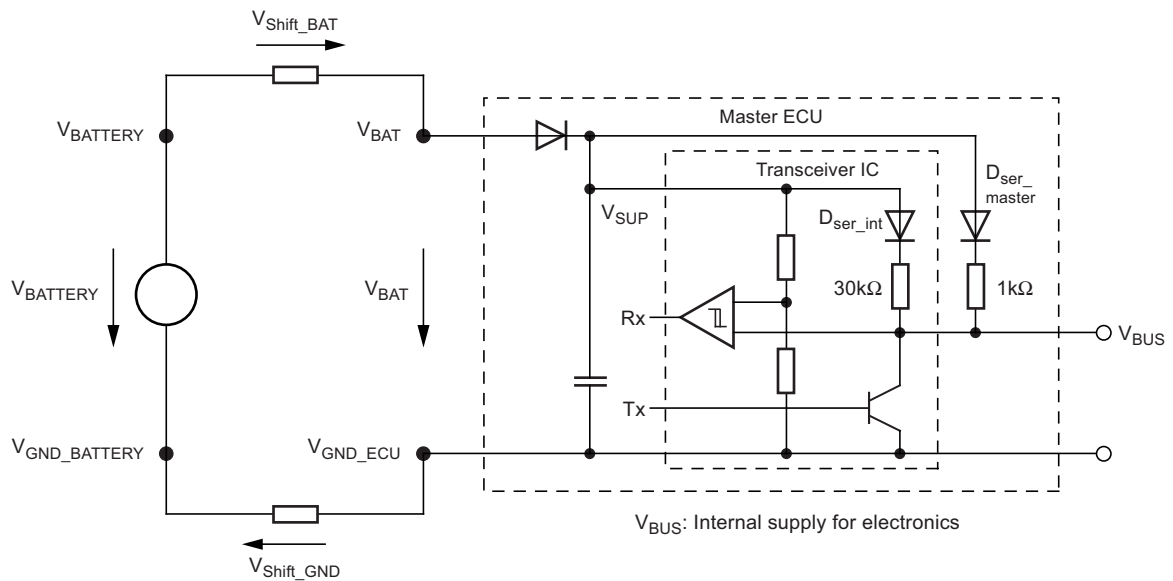 VShift_BAT
VBATTERY
VBAT
Master ECU
Transceiver IC
Dser_
master
VSUP
Dser_int
VBATTERY
VBAT
30kΩ
1kΩ
Rx
VBUS
Tx
VGND_BATTERY
VGND_ECU
VBUS: Internal supply for electronics
VShift_GND